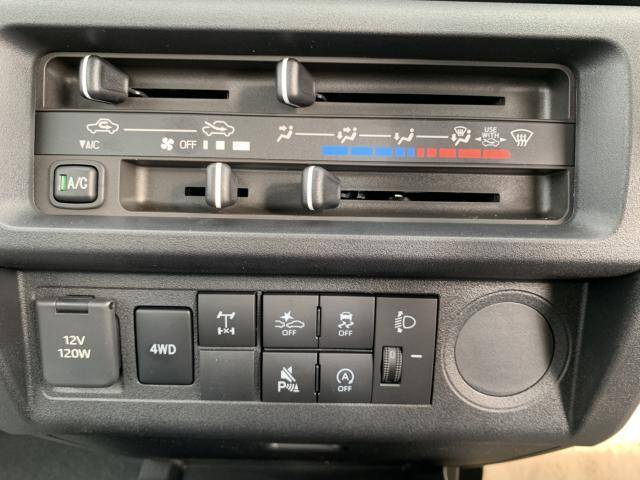 ▼A/C
OFF
USE
WITH
A/C
12V
120W
4WD
OFF
OFF
P
OFF